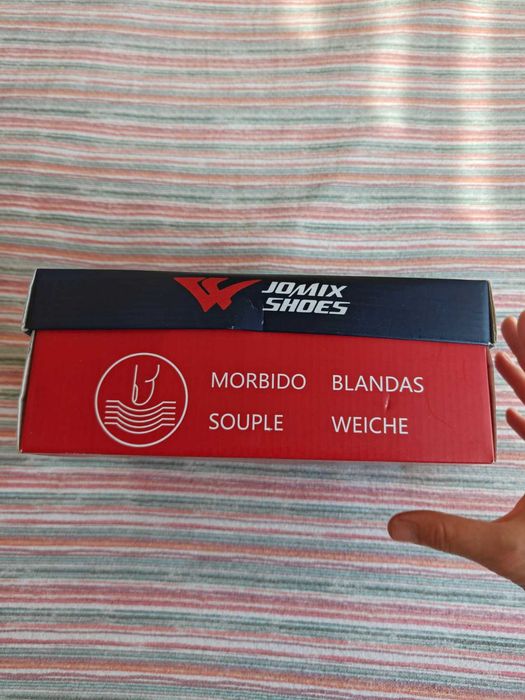 JOMIX
SHOES
MORBIDO BLANDAS
SOUPLE WEICHE